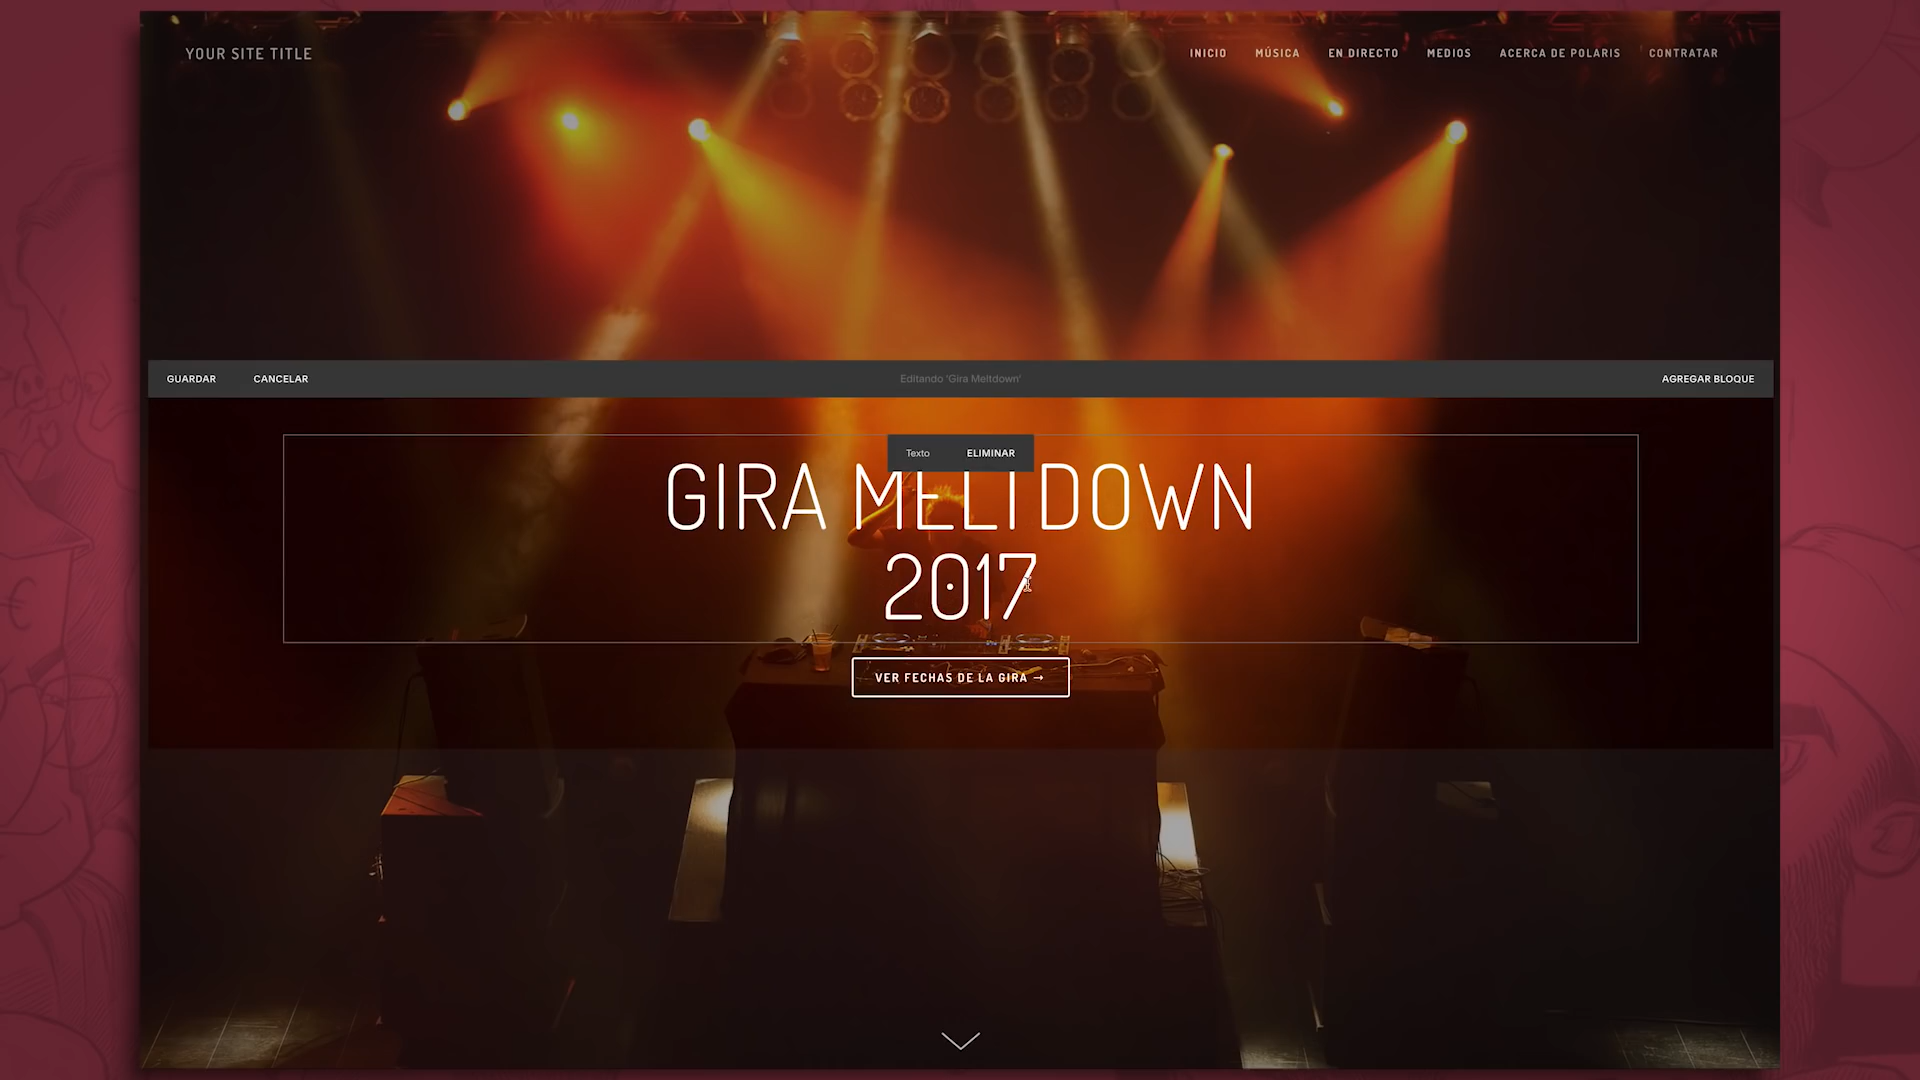 YOUR SITE TITLE
INICIO MÚSICA EN DIRECTO MEDIOS ACERCA DE POLARIS CONTRATAR
GUARDAR CANCELAR Editando 'Gira Meltdown' AGREGAR BLOQUE
Texto ELIMINAR
GIRA MELTDOWN
2017
VER FECHAS DE LA GIRA →